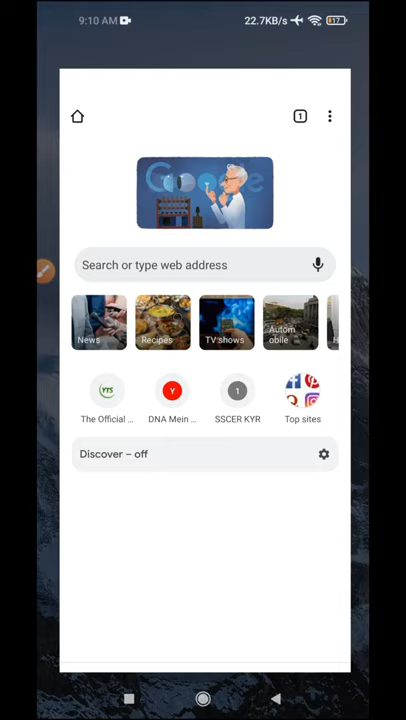 9:10 AM
22.7KB/s
17
1
Google
Search or type web address
News
Recipes
TV shows
Autom
obile
H
YTS
Y
1
The Official ...
DNA Mein ...
SSCER KYR
Top sites
Discover – off